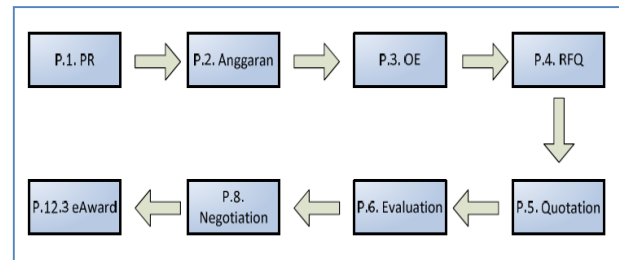 P.1. PR
P.2. Anggaran
P.3. OE
P.4. RFQ
P.5. Quotation
P.6. Evaluation
P.8.
Negotiation
P.12.3 eAward